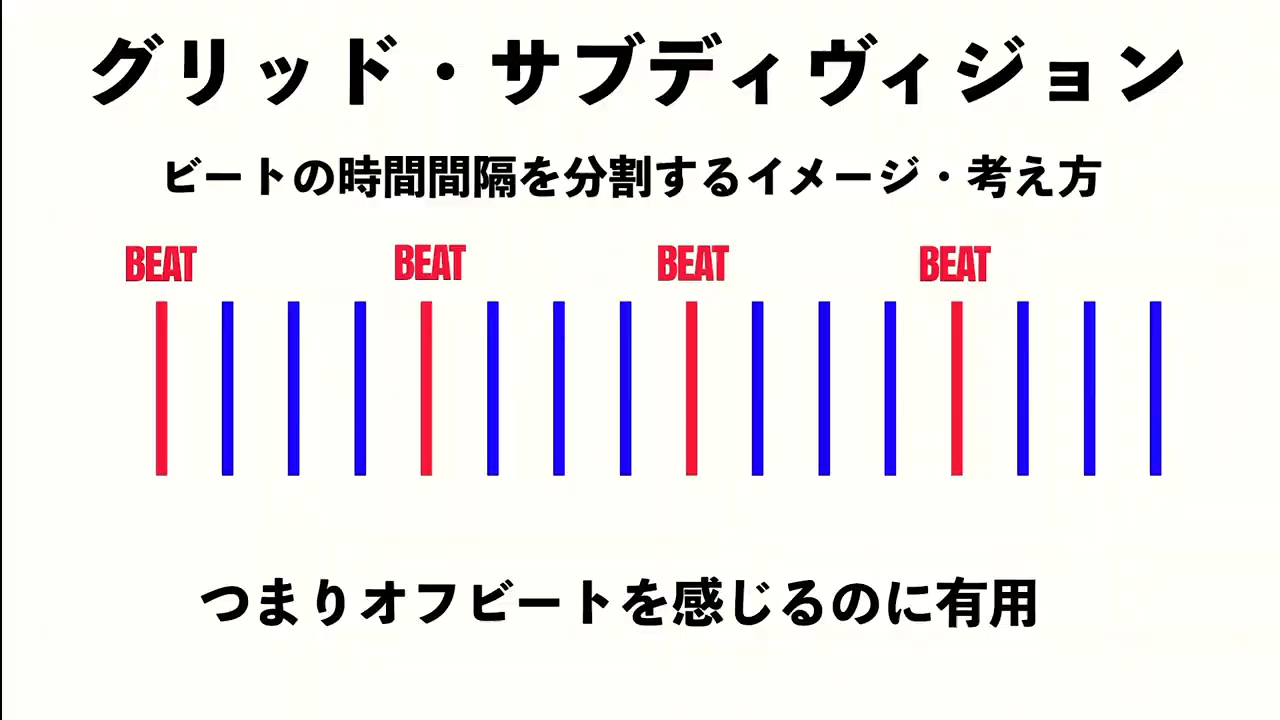 グリッド・サブディヴィジョン
ビートの時間間隔を分割するイメージ・考え方
BEAT BEAT BEAT BEAT
つまりオフビートを感じるのに有用